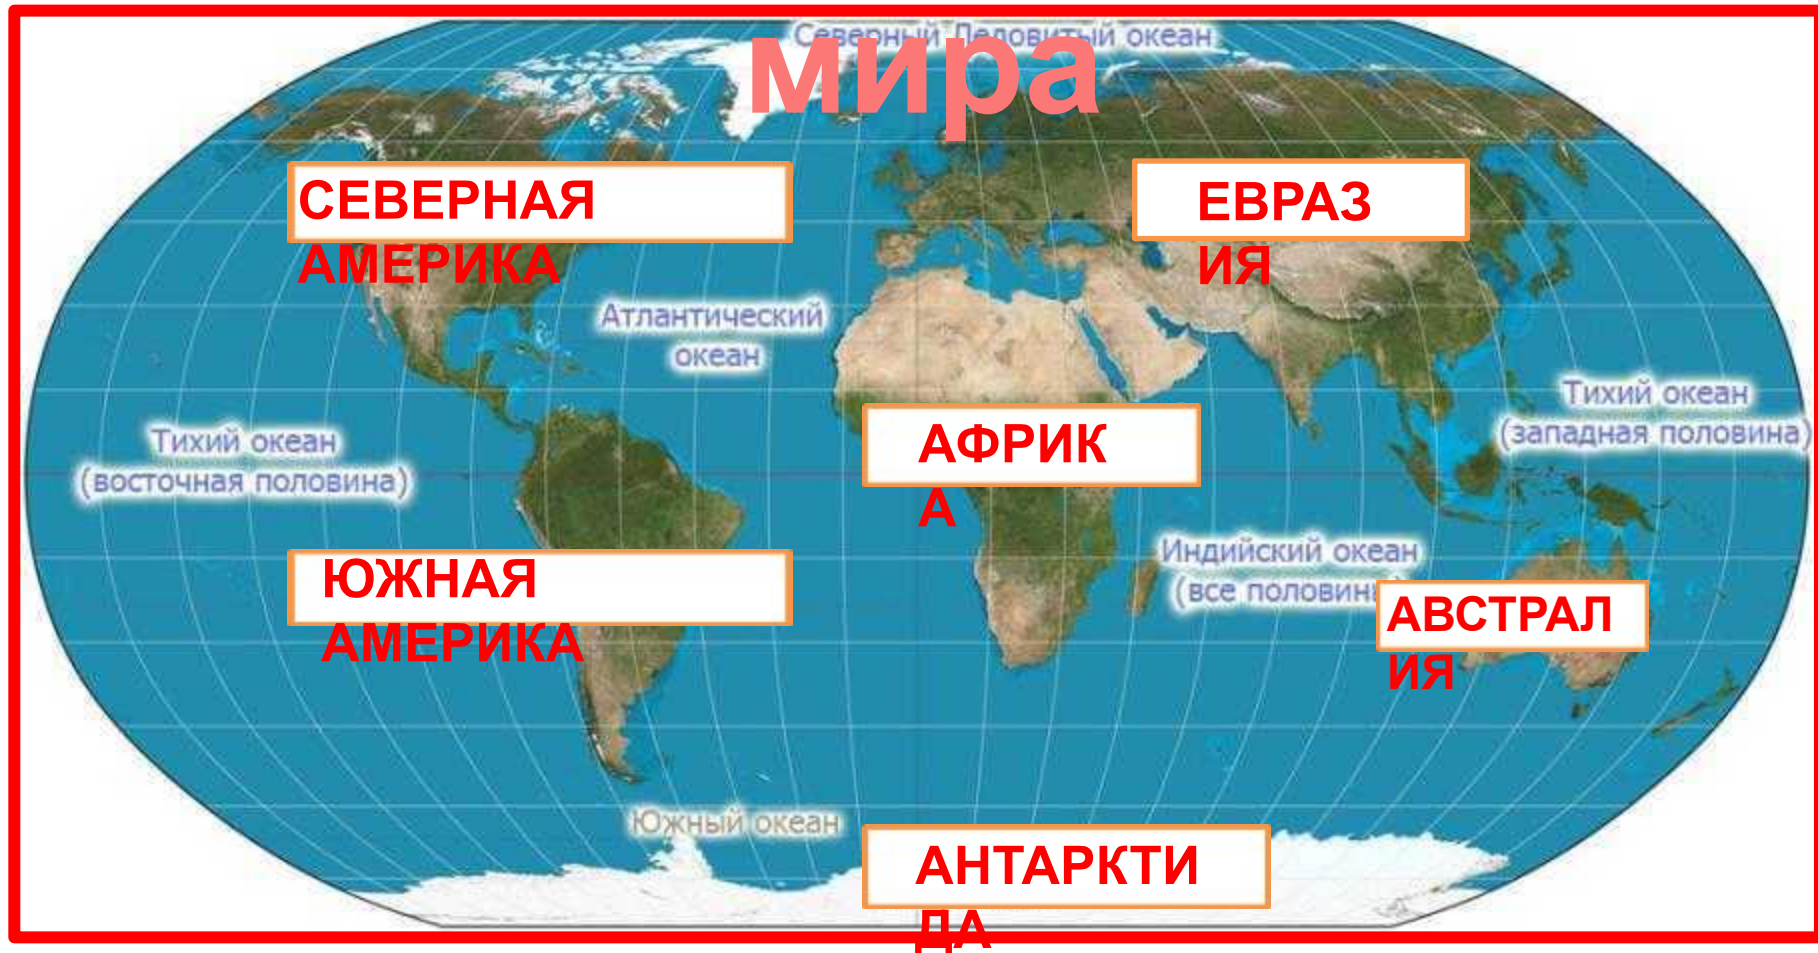 мира
Северный Ледовитый океан
СЕВЕРНАЯ
АМЕРИКА
ЕВРАЗ
ИЯ
Атлантический
океан
Тихий океан
(западная половина)
Тихий океан
(восточная половина)
АФРИК
А
Индийский океан
(все половины
ЮЖНАЯ
АМЕРИКА
АВСТРАЛ
ИЯ
Южный океан
АНТАРКТИ
ДА